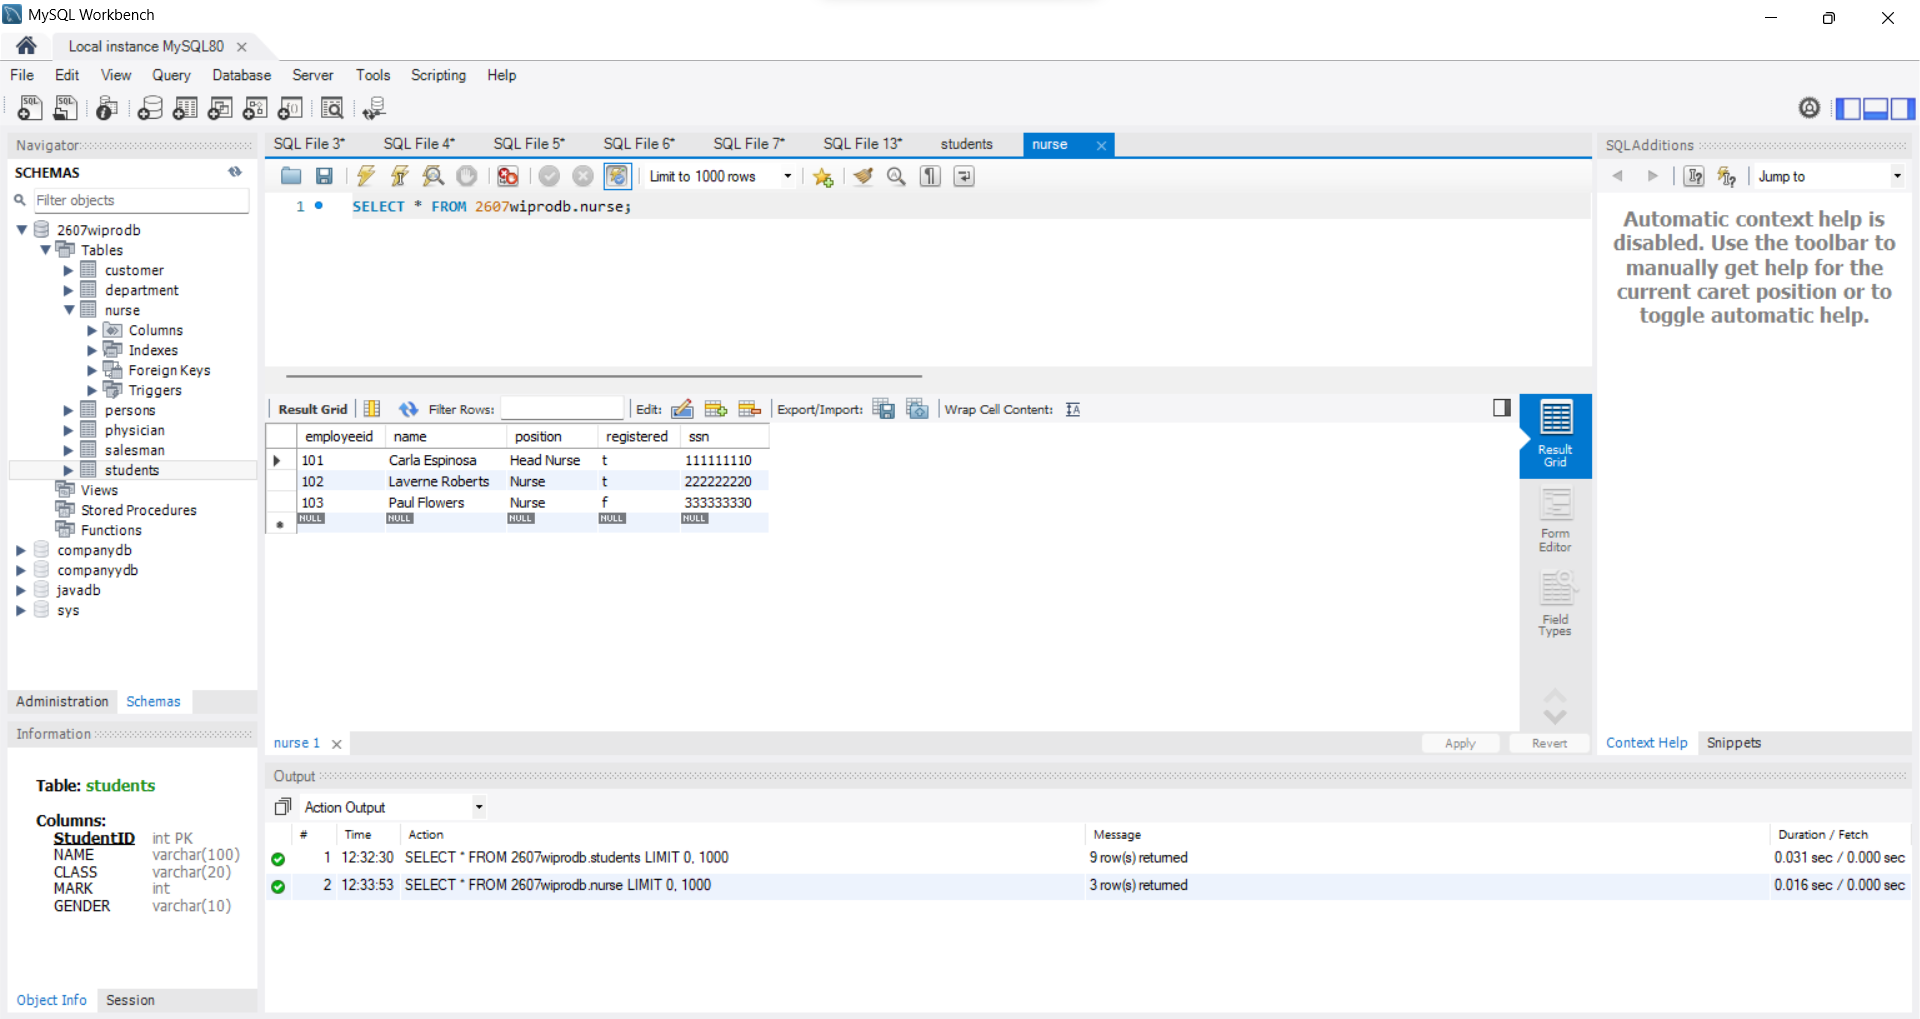 MySQL Workbench
Local instance MySQL80
File Edit View Query Database Server Tools Scripting Help
Navigator
SCHEMAS
Filter objects
2607wiprodb
Tables
customer
department
nurse
Columns
Indexes
Foreign Keys
Triggers
persons
physician
salesman
students
Views
Stored Procedures
Functions
companydb
companyydb
javadb
sys
Administration Schemas
Information
Table: students
Columns:
StudentID int PK
NAME varchar(100)
CLASS varchar(20)
MARK int
GENDER varchar(10)
Object Info Session
SQL File 3* SQL File 4* SQL File 5* SQL File 6* SQL File 7* SQL File 13* students nurse
Limit to 1000 rows
1 SELECT * FROM 2607wiprodb.nurse;
Result Grid Filter Rows: Edit: Export/Import: Wrap Cell Content:
employeeid name position registered ssn
101 Carla Espinosa Head Nurse t 111111110
102 Laverne Roberts Nurse t 222222220
103 Paul Flowers Nurse f 333333330
NULL NULL NULL NULL NULL
Result
Grid
Form
Editor
Field
Types
nurse 1
Apply Revert
SQLAdditions
Jump to
Automatic context help is
disabled. Use the toolbar to
manually get help for the
current caret position or to
toggle automatic help.
Context Help Snippets
Output
Action Output
# Time Action Message Duration / Fetch
1 12:32:30 SELECT * FROM 2607wiprodb.students LIMIT 0, 1000 9 row(s) returned 0.031 sec / 0.000 sec
2 12:33:53 SELECT * FROM 2607wiprodb.nurse LIMIT 0, 1000 3 row(s) returned 0.016 sec / 0.000 sec